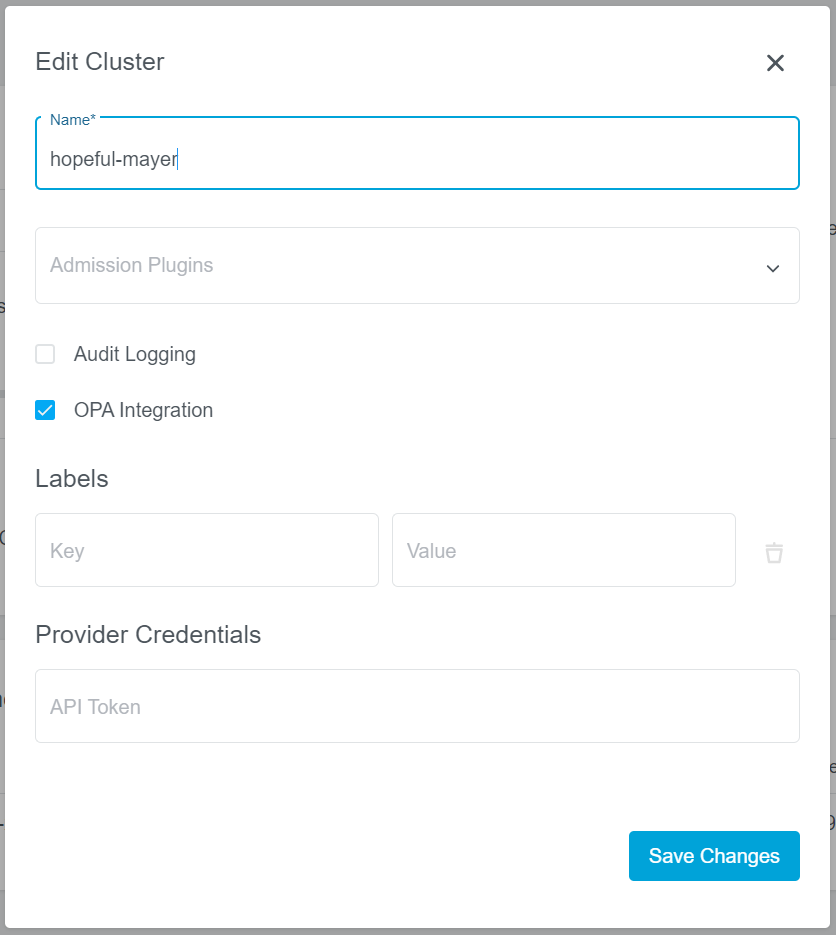 Edit Cluster
Name*
hopeful-mayer
Admission Plugins
Audit Logging
OPA Integration
Labels
Key
Value
Provider Credentials
API Token
Save Changes